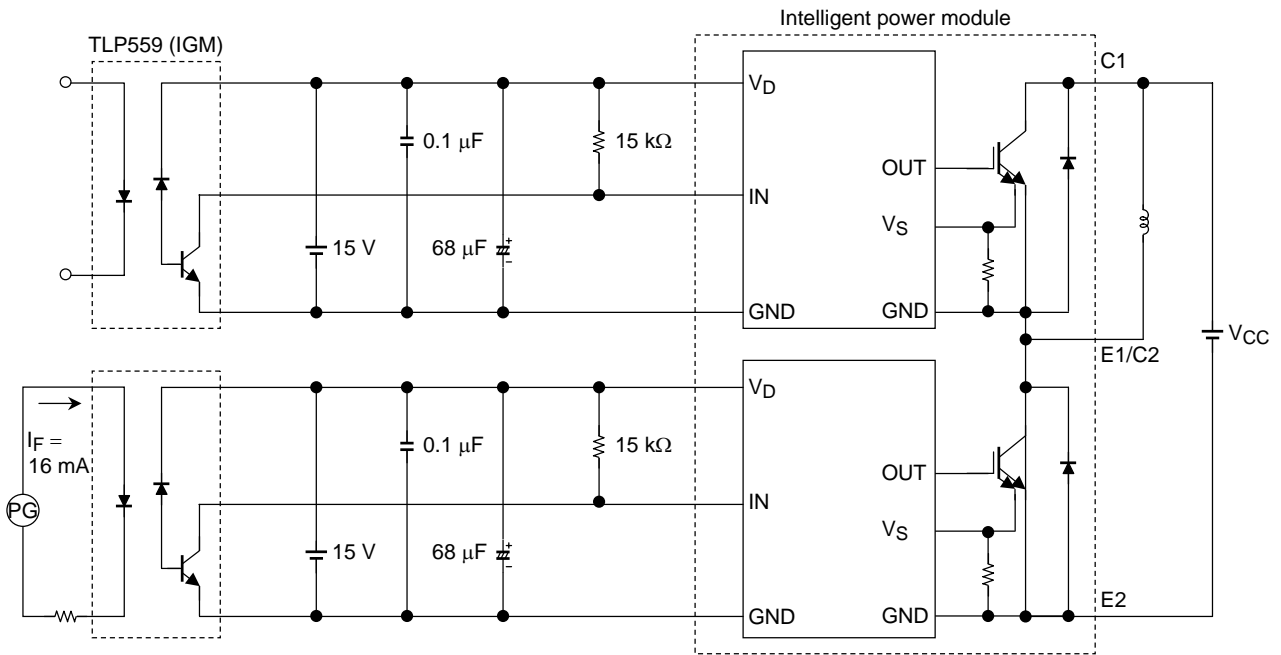 Intelligent power module
TLP559 (IGM)
C1
VD
0.1 μF
15 kΩ
OUT
IN
VS
15 V
68 μF
+
−
GND
GND
VCC
E1/C2
VD
IF =
16 mA
0.1 μF
15 kΩ
OUT
PG
IN
VS
15 V
68 μF
+
−
E2
GND
GND